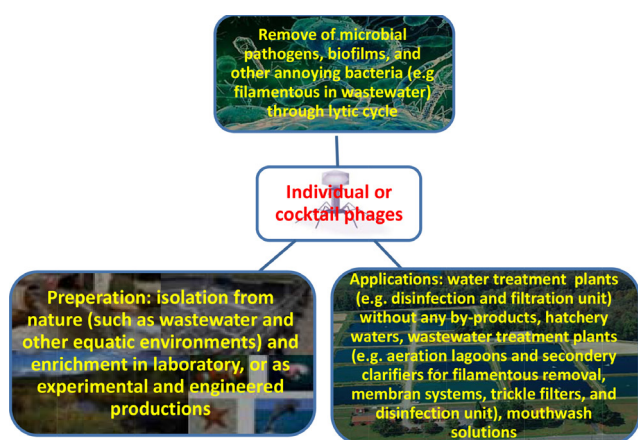 Remove of microbial
pathogens, biofilms, and
other annoying bacteria (e.g
filamentous in wastewater)
through lytic cycle
Individual or
cocktail phages
Preperation: isolation from
nature (such as wastewater and
other equatic environments) and
enrichment in laboratory, or as
experimental and engineered
productions
Applications: water treatment plants
(e.g. disinfection and filtration unit)
without any by-products, hatchery
waters, wastewater treatment plants
(e.g. aeration lagoons and secondery
clarifiers for filamentous removal,
membran systems, trickle filters, and
disinfection unit), mouthwash
solutions